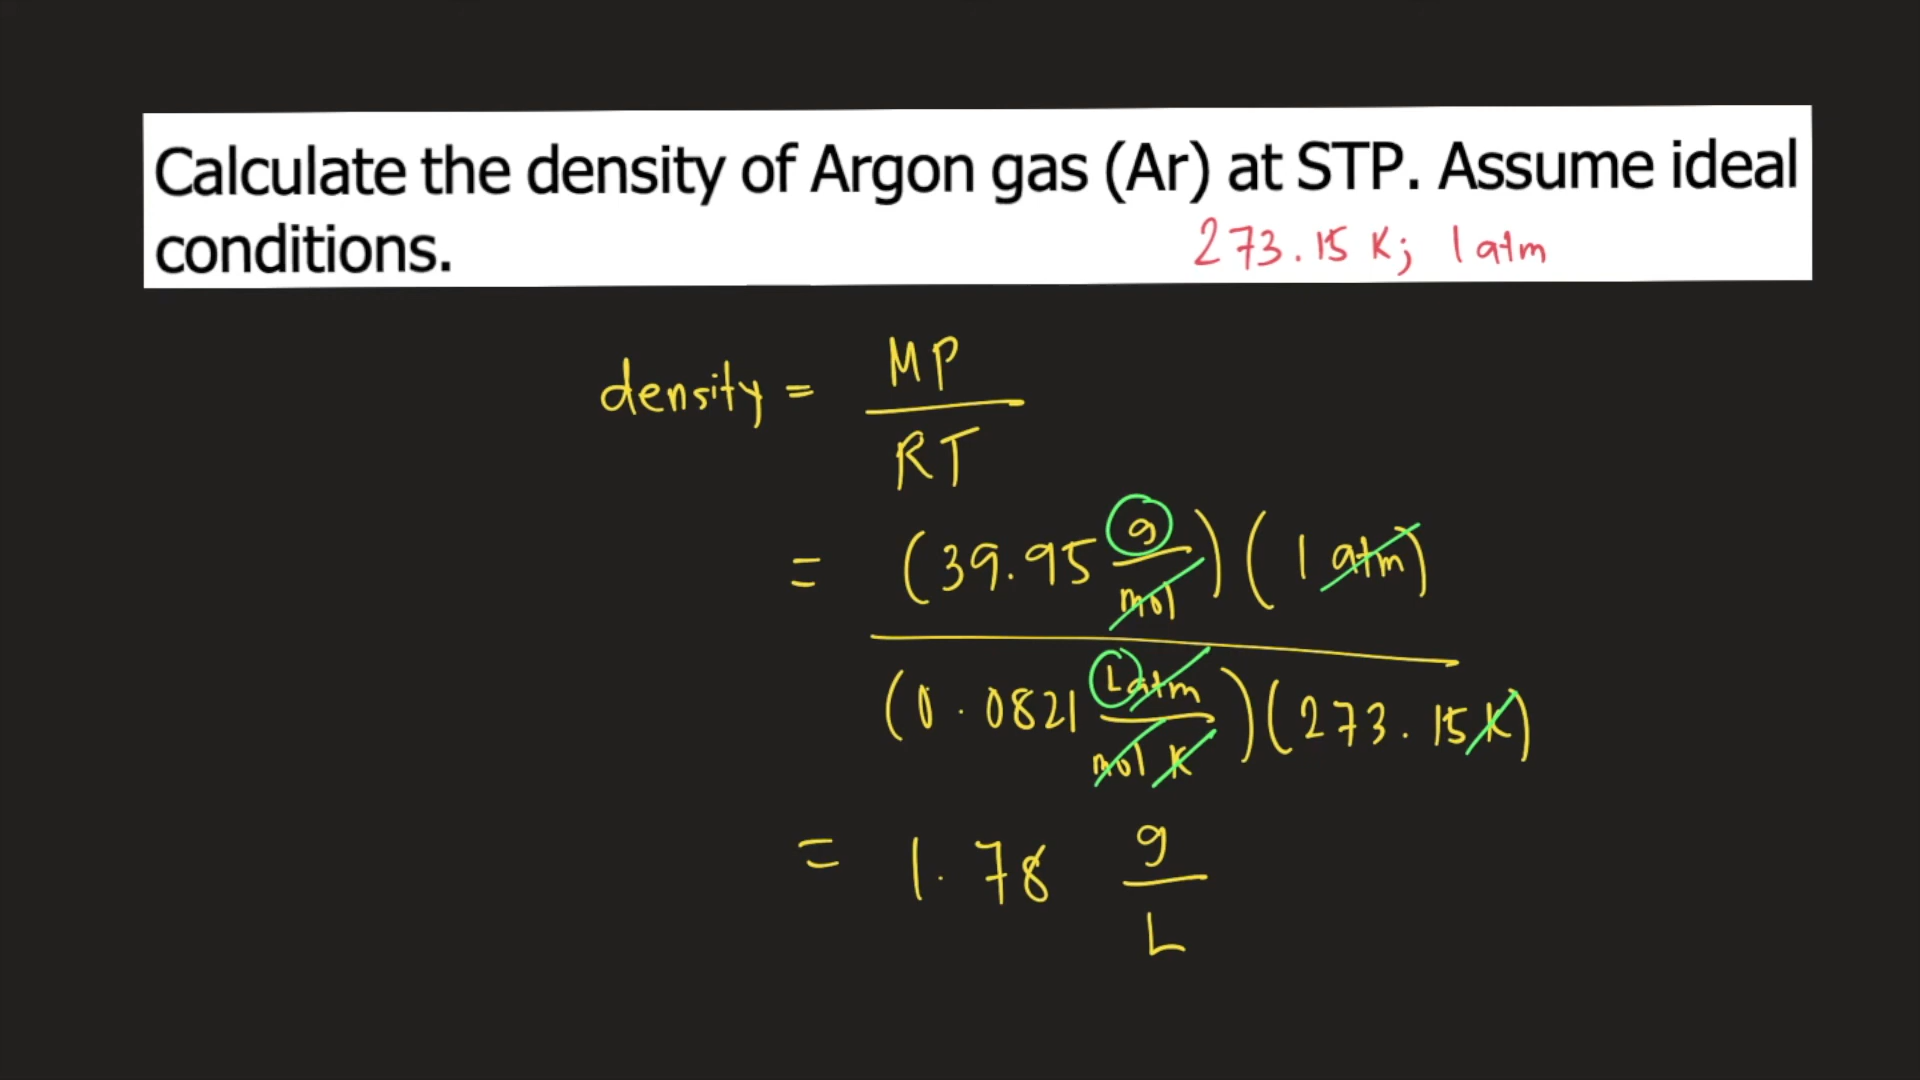 Calculate the density of Argon gas (Ar) at STP. Assume ideal
conditions.
273.15 K; 1 atm
density = MP
RT
= (39.95 g/mol) (1 atm)
(0.0821 L atm/mol K) (273.15 K)
= 1.78 g/L